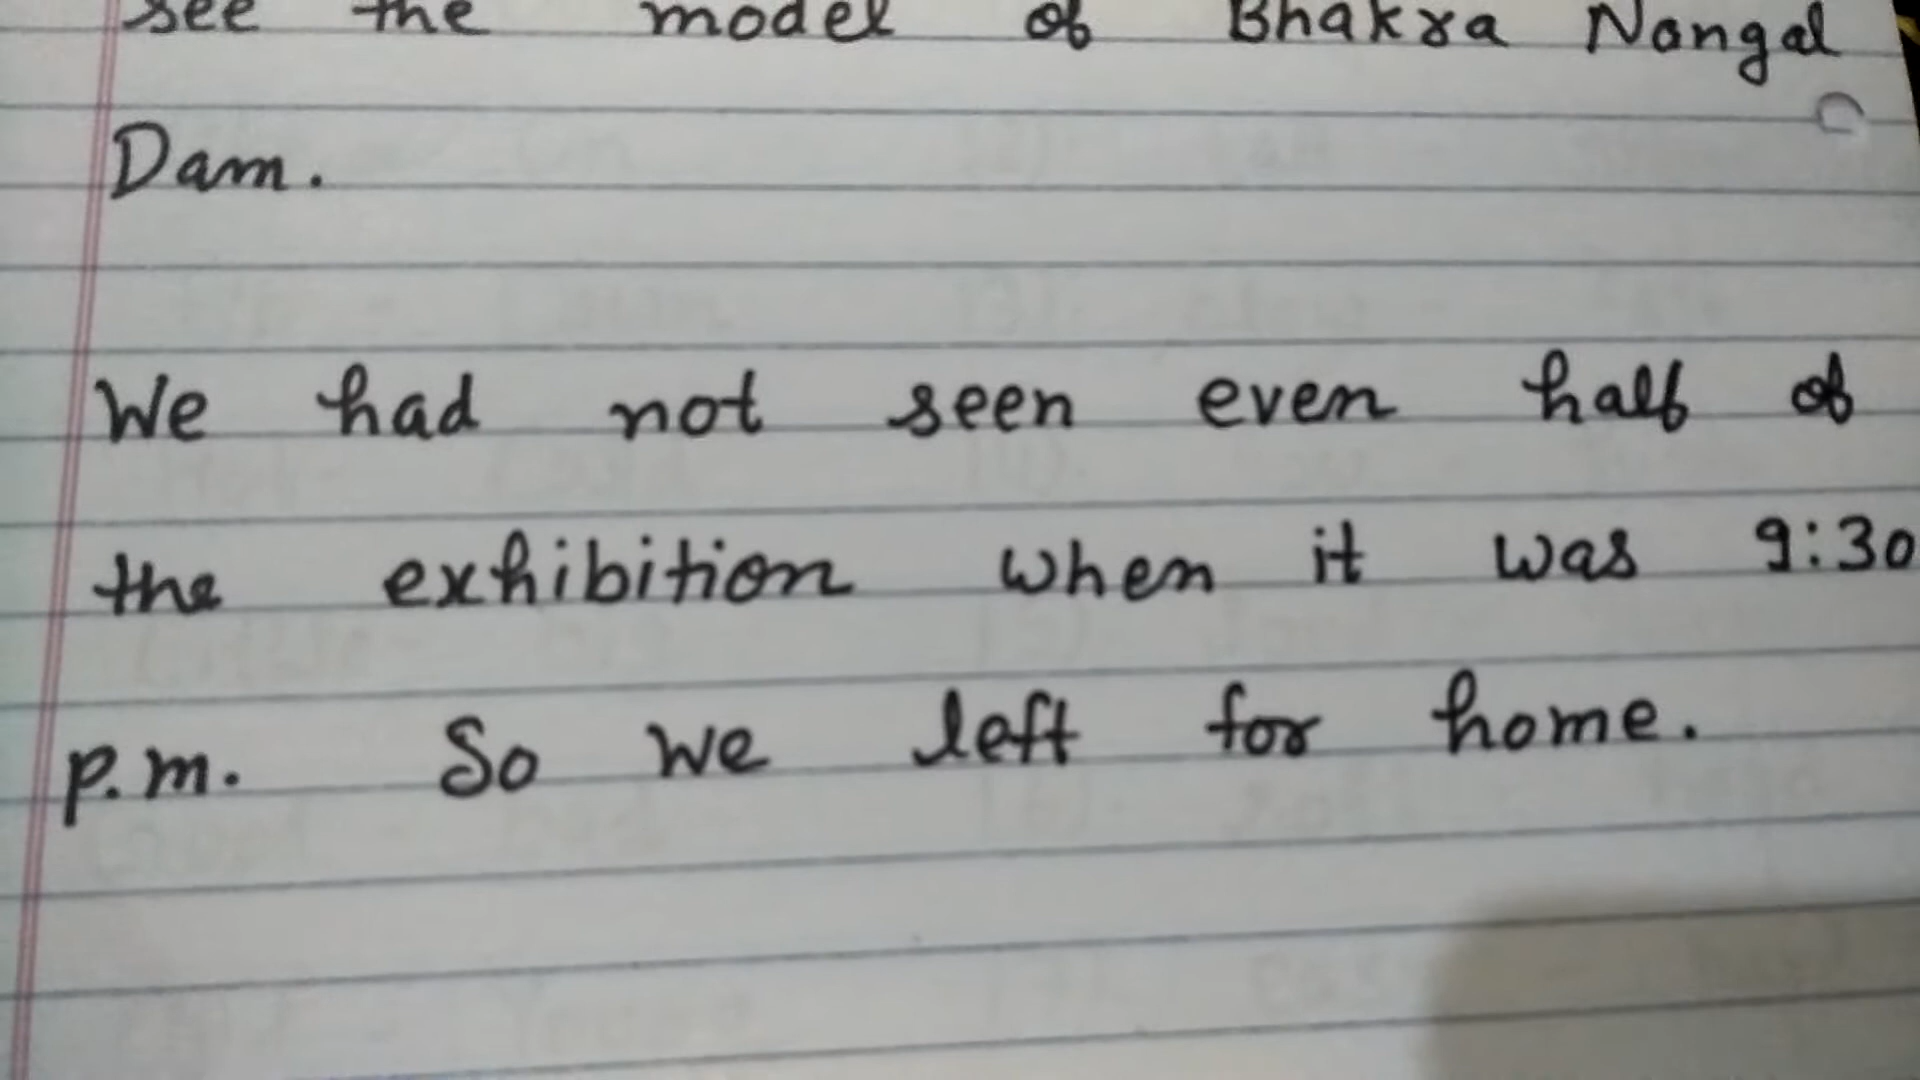 see the model of Bhakra Nangal
Dam.
We had not seen even half of
the exhibition when it was 9:30
p.m. So we left for home.